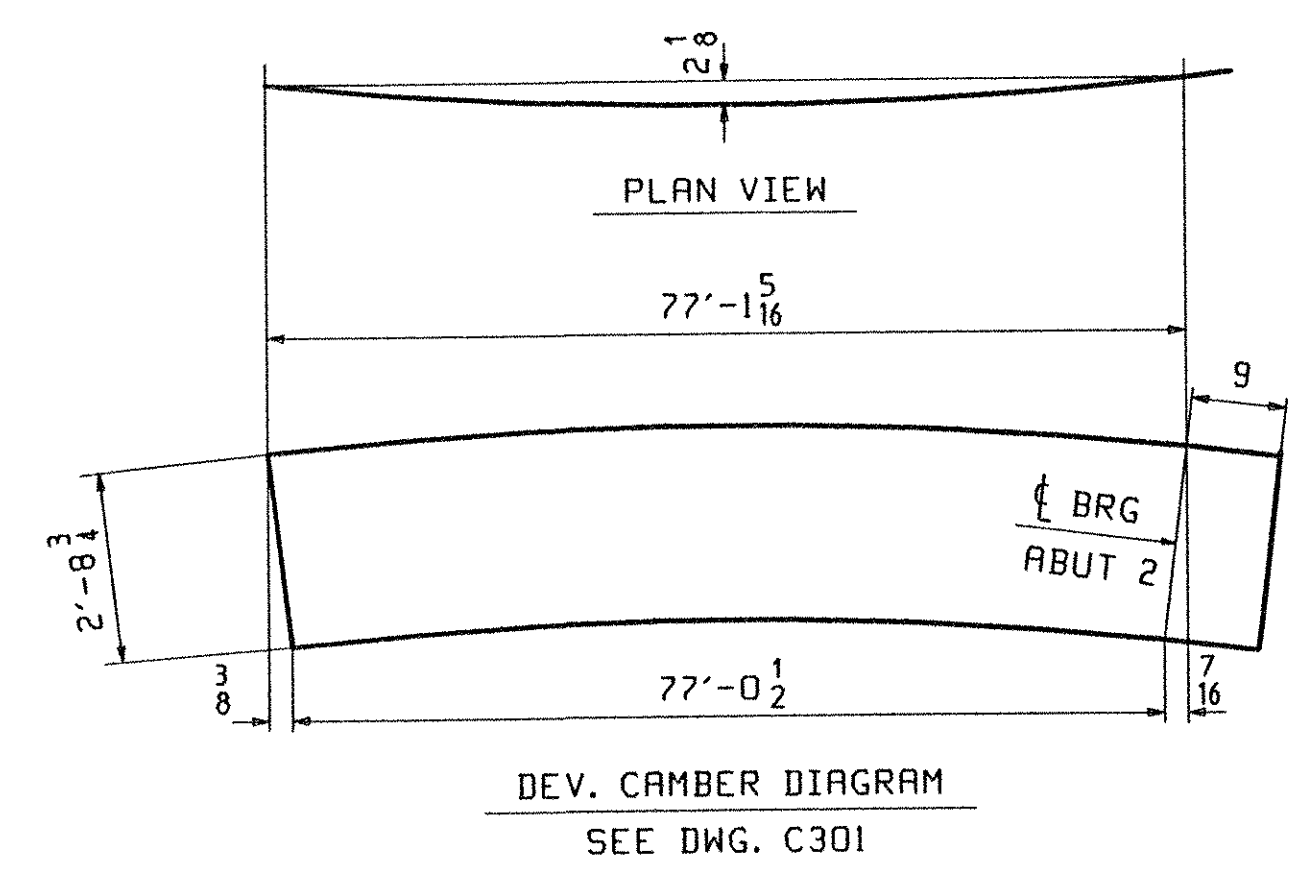 2 1/8
PLAN VIEW
77'-1 5/16
9
2'-8 3/4
℄ BRG
ABUT 2
3/8
77'-0 1/2
7/16
DEV. CAMBER DIAGRAM
SEE DWG. C301